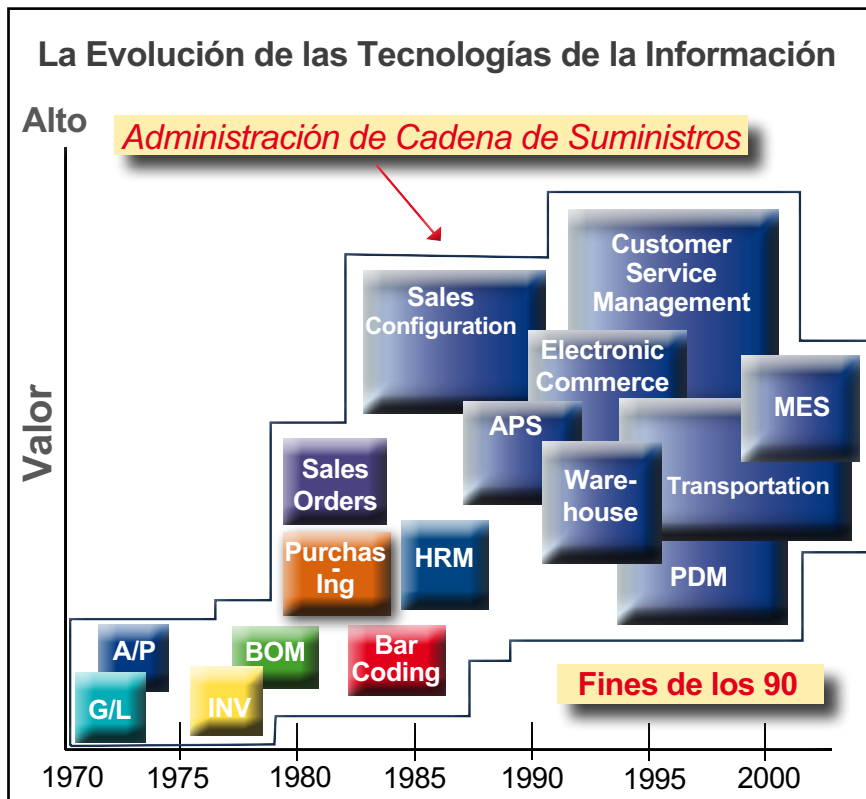 La Evolución de las Tecnologías de la Información
Alto
Administración de Cadena de Suministros
Valor
Customer
Service
Management
Sales
Configuration
Electronic
Commerce
MES
APS
Sales
Orders
Ware-
house
Transportation
Purchas
-
Ing
HRM
PDM
A/P
BOM
Bar
Coding
G/L
INV
Fines de los 90
1970
1975
1980
1985
1990
1995
2000